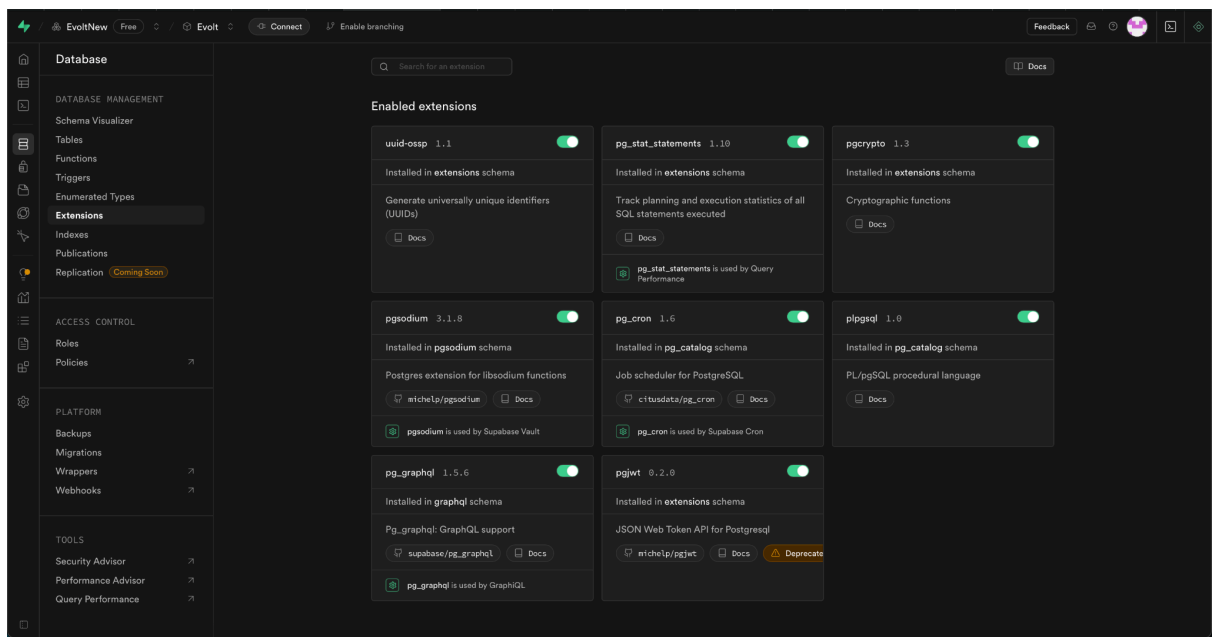 EvoltNew Free Evolt Connect Enable branching Feedback
Database
DATABASE MANAGEMENT
Schema Visualizer
Tables
Functions
Triggers
Enumerated Types
Extensions
Indexes
Publications
Replication Coming Soon
ACCESS CONTROL
Roles
Policies
PLATFORM
Backups
Migrations
Wrappers
Webhooks
TOOLS
Security Advisor
Performance Advisor
Query Performance
Search for an extension
Docs
Enabled extensions
uuid-ossp 1.1
Installed in extensions schema
Generate universally unique identifiers
(UUIDs)
Docs
pg_stat_statements 1.10
Installed in extensions schema
Track planning and execution statistics of all
SQL statements executed
Docs
pg_stat_statements is used by Query
Performance
pgcrypto 1.3
Installed in extensions schema
Cryptographic functions
Docs
pgsodium 3.1.8
Installed in pgsodium schema
Postgres extension for libsodium functions
michelp/pgsodium Docs
pgsodium is used by Supabase Vault
pg_cron 1.6
Installed in pg_catalog schema
Job scheduler for PostgreSQL
citusdata/pg_cron Docs
pg_cron is used by Supabase Cron
plpgsql 1.0
Installed in pg_catalog schema
PL/pgSQL procedural language
Docs
pg_graphql 1.5.6
Installed in graphql schema
Pg_graphql: GraphQL support
supabase/pg_graphql Docs
pg_graphql is used by GraphiQL
pgjwt 0.2.0
Installed in extensions schema
JSON Web Token API for Postgresql
michelp/pgjwt Docs Deprecate